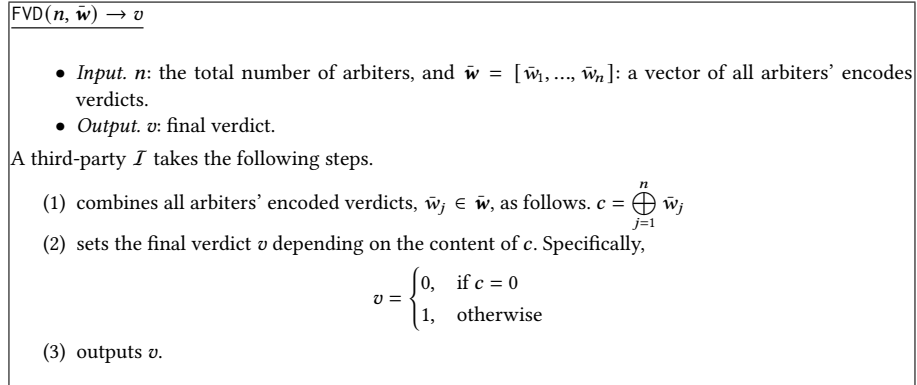 FVD(n, w̄) → v
• Input. n: the total number of arbiters, and w̄ = [w̄₁, ..., w̄ₙ]: a vector of all arbiters' encodes
verdicts.
• Output. v: final verdict.
A third-party I takes the following steps.
(1) combines all arbiters' encoded verdicts, w̄ⱼ ∈ w̄, as follows. c = ⊕ⁿⱼ₌₁ w̄ⱼ
(2) sets the final verdict v depending on the content of c. Specifically,
v = { 0, if c = 0
1, otherwise
(3) outputs v.